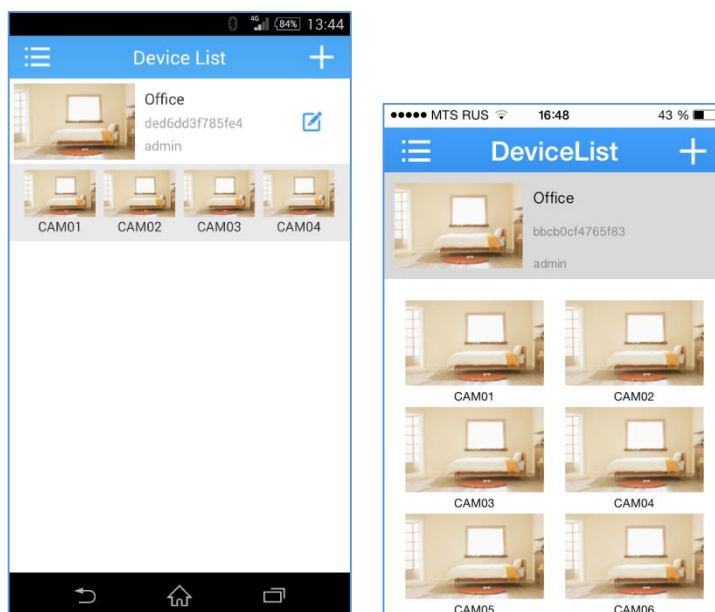 4G 84% 13:44
Device List
Office
ded6dd3f785fe4
admin
CAM01 CAM02 CAM03 CAM04
MTS RUS 16:48 43 %
DeviceList
Office
bbcb0cf4765f83
admin
CAM01 CAM02
CAM03 CAM04
CAM05 CAM06